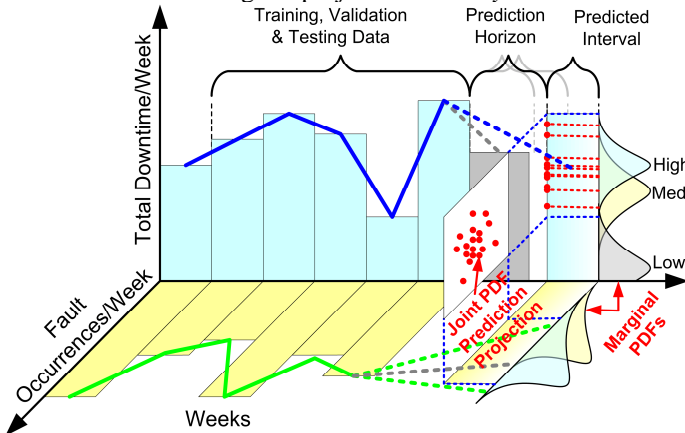 Training, Validation
& Testing Data
Prediction
Horizon
Predicted
Interval
Total Downtime/Week
High
Med
Low
Fault
Occurrences/Week
Joint PDF
Prediction
Projection
Marginal
PDFs
Weeks